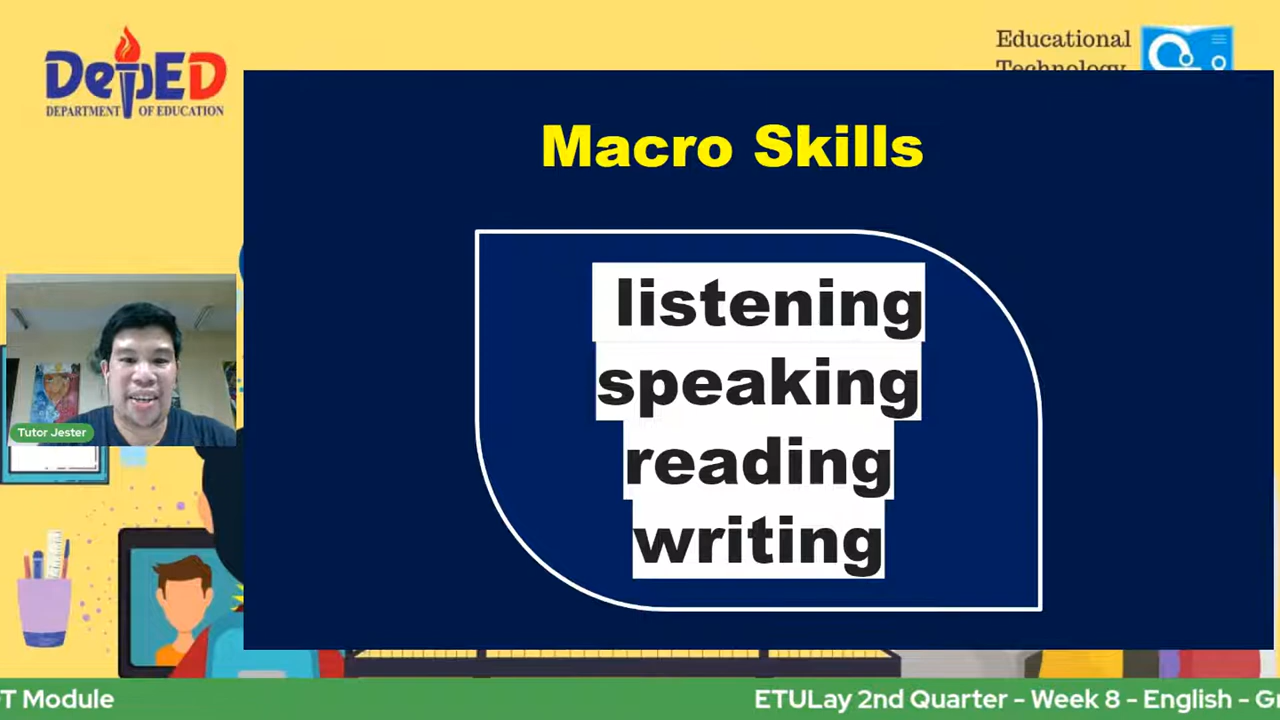 DepED
DEPARTMENT OF EDUCATION
Educational
Technology
Macro Skills
listening
speaking
reading
writing
Tutor Jester
Module
ETULay 2nd Quarter - Week 8 - English -